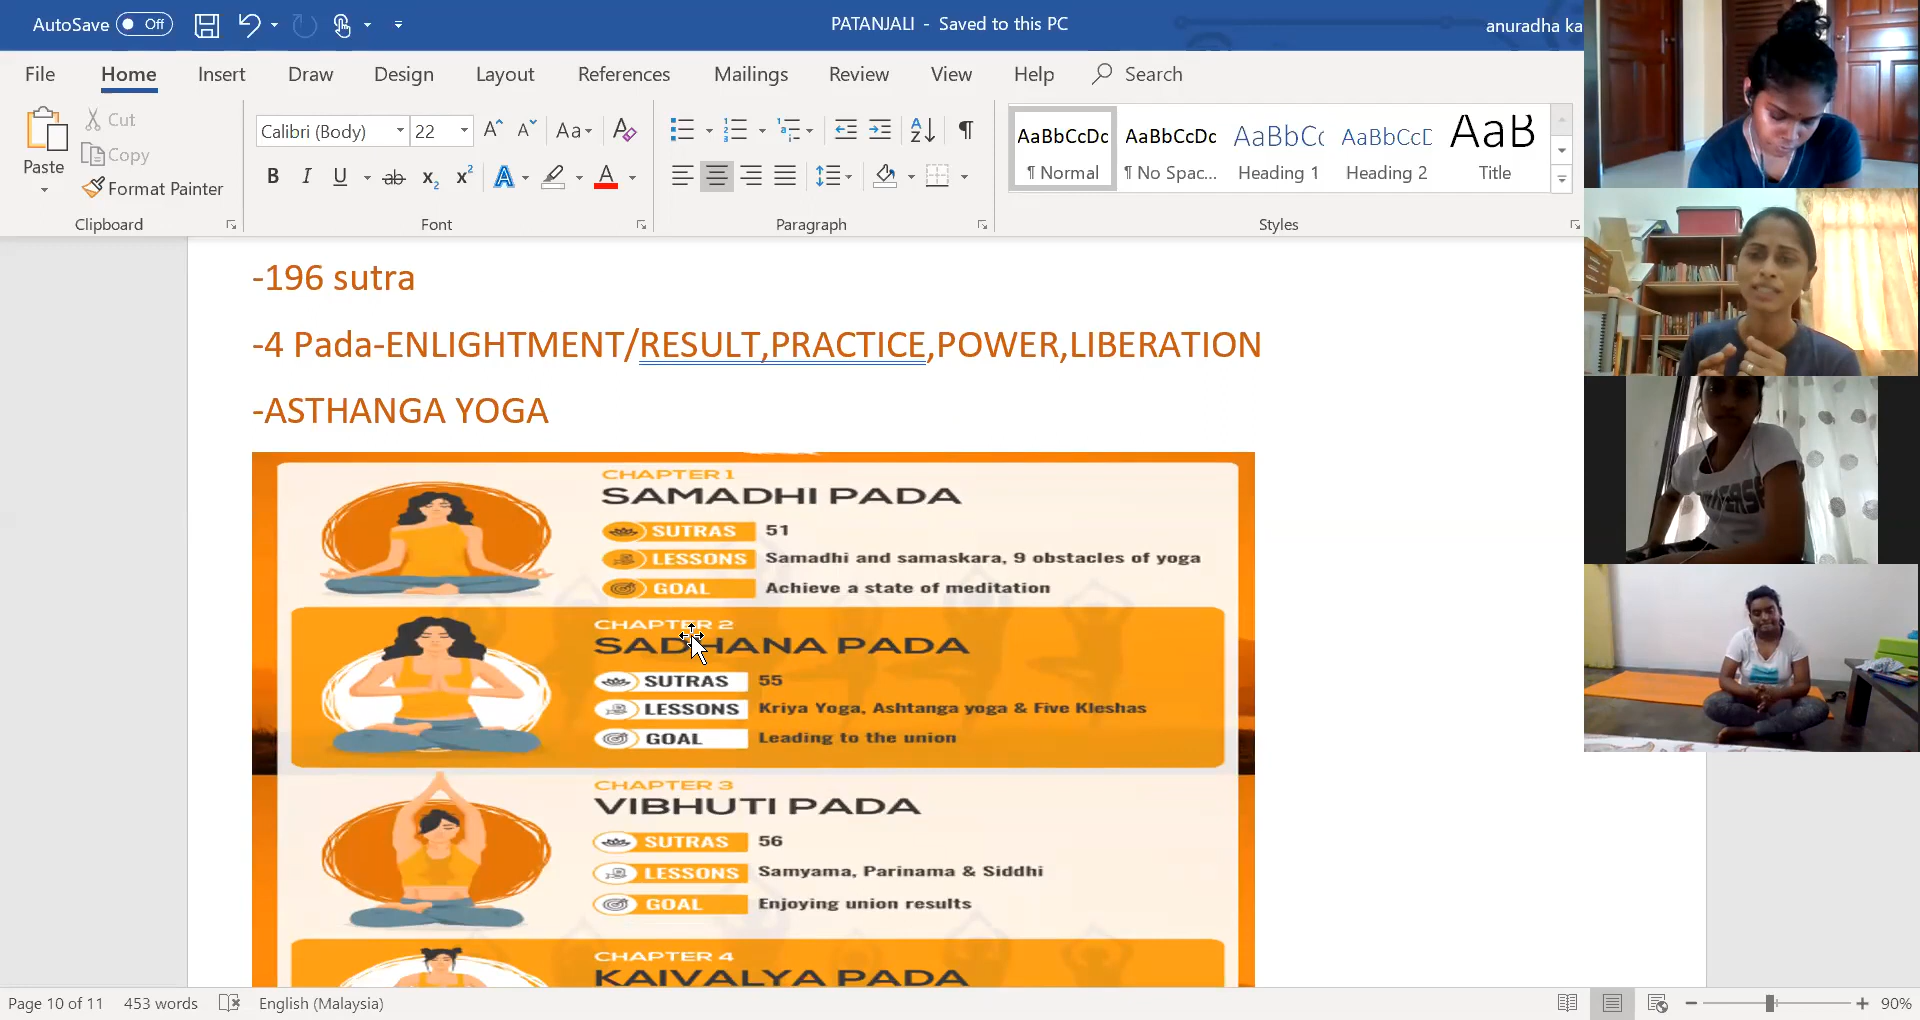 AutoSave Off
PATANJALI - Saved to this PC
anuradha ka
File Home Insert Draw Design Layout References Mailings Review View Help Search
Paste
Cut
Copy
Format Painter
Clipboard
Calibri (Body) 22
Font
Paragraph
AaBbCcDc AaBbCcDc AaBbCc AaBbCcD AaB
¶ Normal ¶ No Spac... Heading 1 Heading 2 Title
Styles
-196 sutra
-4 Pada-ENLIGHTMENT/RESULT,PRACTICE,POWER,LIBERATION
-ASTHANGA YOGA
CHAPTER 1
SAMADHI PADA
SUTRAS 51
LESSONS Samadhi and samaskara, 9 obstacles of yoga
GOAL Achieve a state of meditation
CHAPTER 2
SADHANA PADA
SUTRAS 55
LESSONS Kriya Yoga, Ashtanga yoga & Five Kleshas
GOAL Leading to the union
CHAPTER 3
VIBHUTI PADA
SUTRAS 56
LESSONS Samyama, Parinama & Siddhi
GOAL Enjoying union results
CHAPTER 4
KAIVALYA PADA
Page 10 of 11 453 words English (Malaysia) 90%